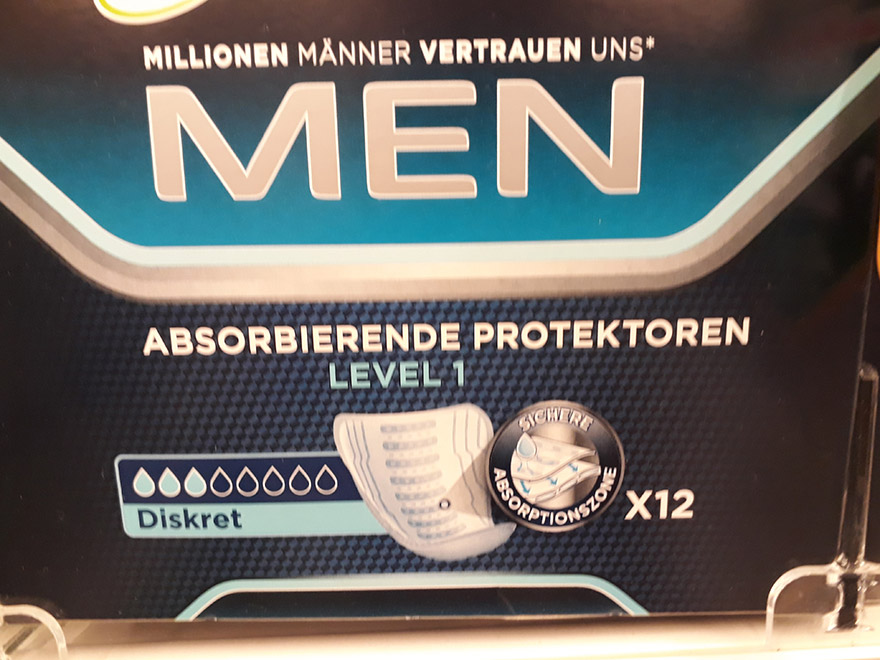 MILLIONEN MÄNNER VERTRAUEN UNS*
MEN
ABSORBIERENDE PROTEKTOREN
LEVEL 1
SICHERE
ABSORPTIONSZONE
X12
Diskret